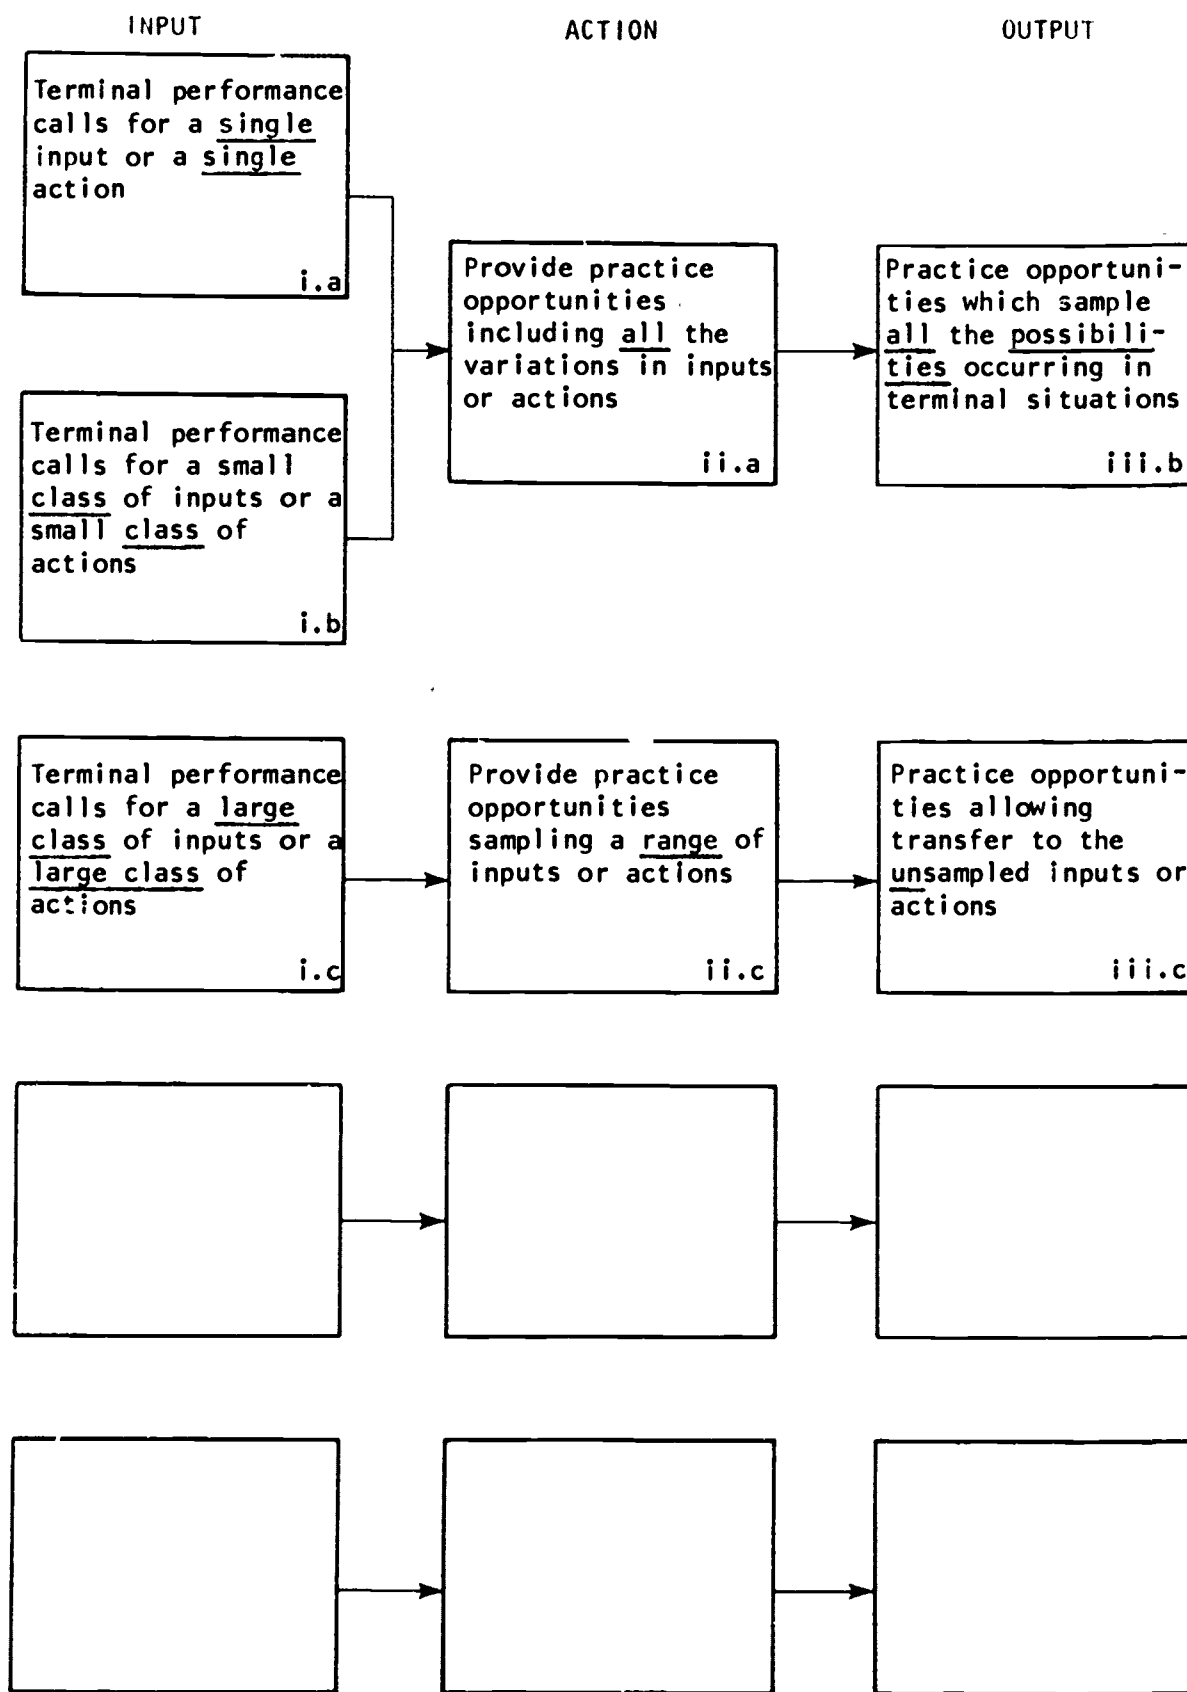 INPUT
ACTION
OUTPUT
Terminal performance
calls for a single
input or a single
action
i.a
Terminal performance
calls for a small
class of inputs or a
small class of
actions
i.b
Provide practice
opportunities
including all the
variations in inputs
or actions
ii.a
Practice opportuni-
ties which sample
all the possibili-
ties occurring in
terminal situations
iii.b
Terminal performance
calls for a large
class of inputs or a
large class of
actions
i.c
Provide practice
opportunities
sampling a range of
inputs or actions
ii.c
Practice opportuni-
ties allowing
transfer to the
unsampled inputs or
actions
iii.c